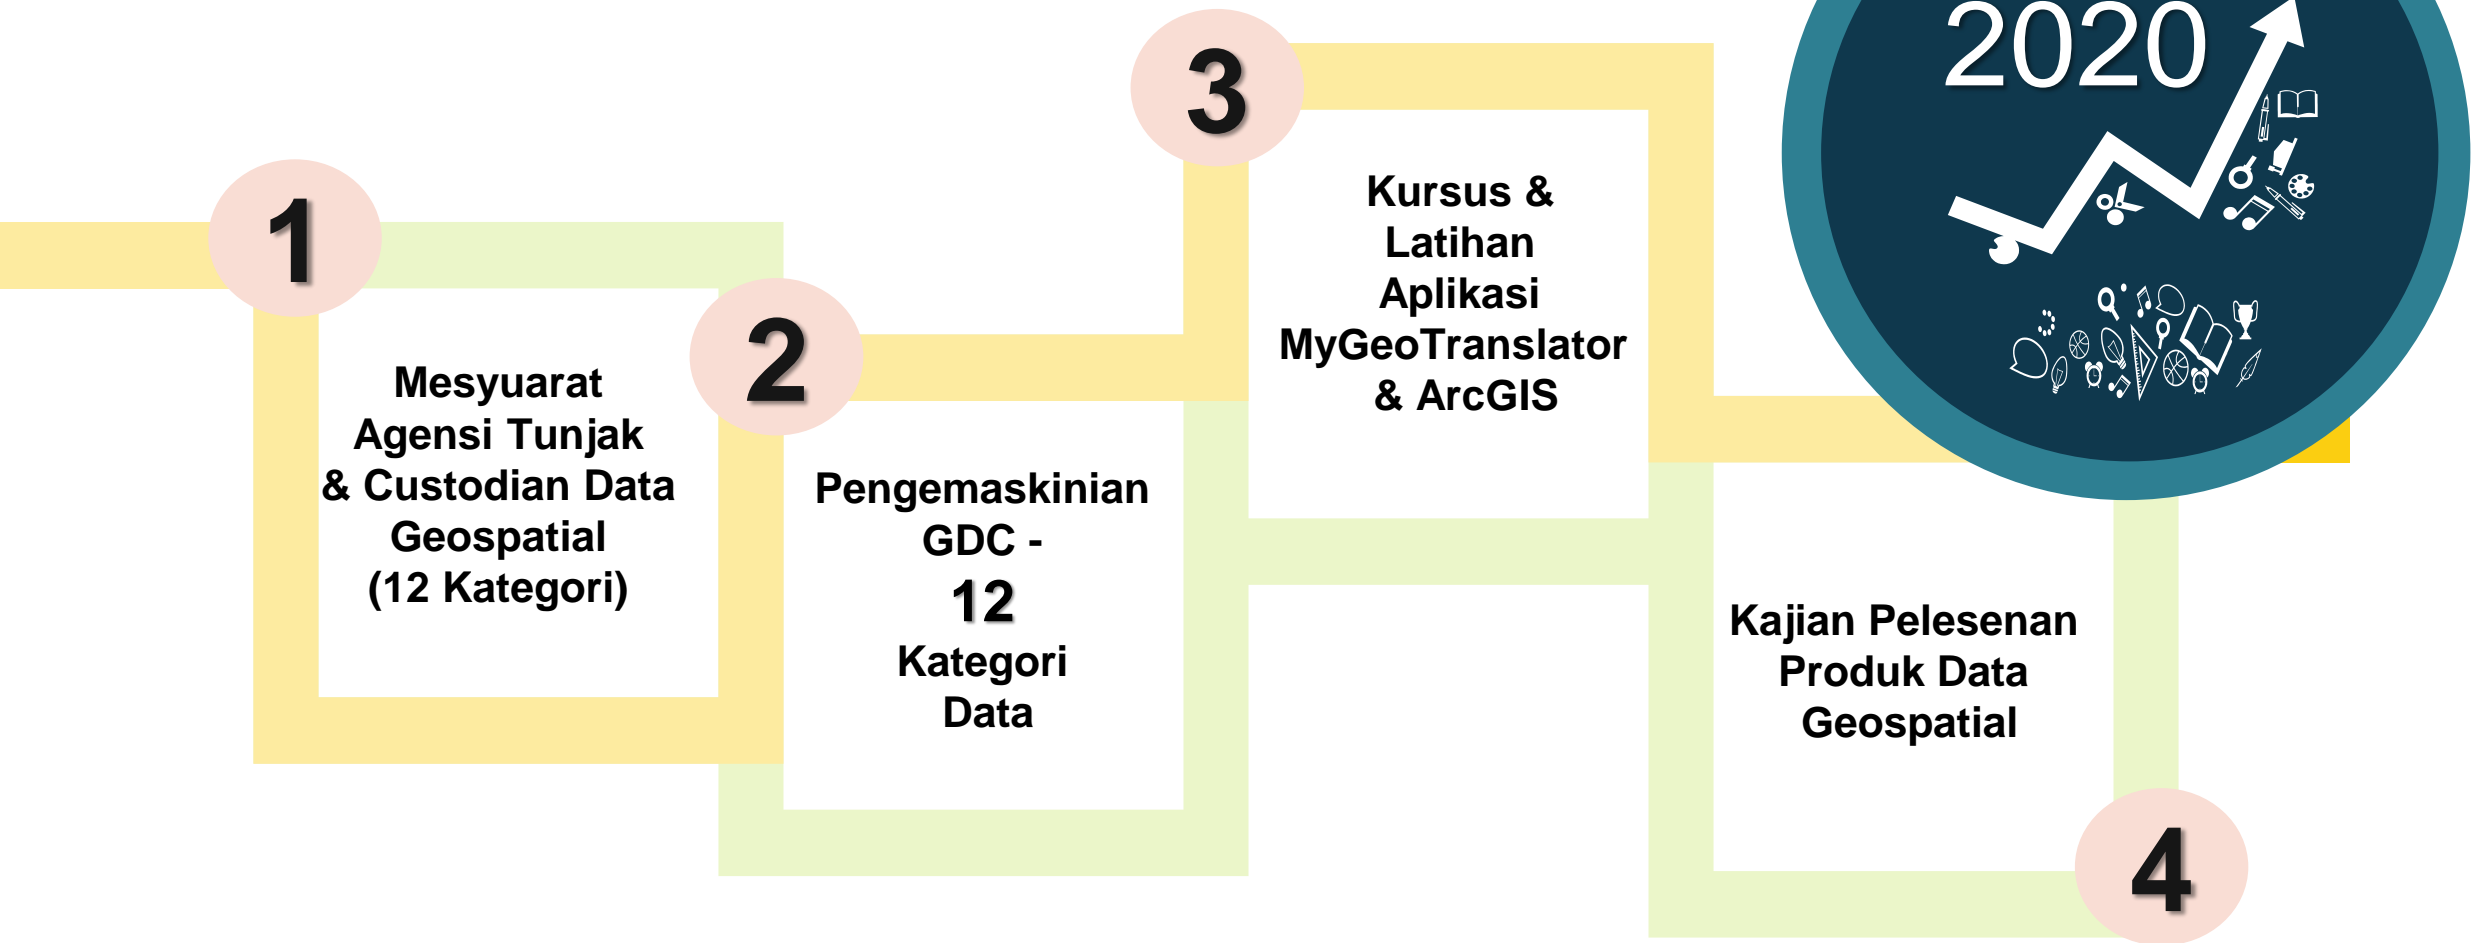 1
Mesyuarat
Agensi Tunjak
& Custodian Data
Geospatial
(12 Kategori)
2
Pengemaskinian
GDC -
12
Kategori
Data
3
Kursus &
Latihan
Aplikasi
MyGeoTranslator
& ArcGIS
2020
Kajian Pelesenan
Produk Data
Geospatial
4